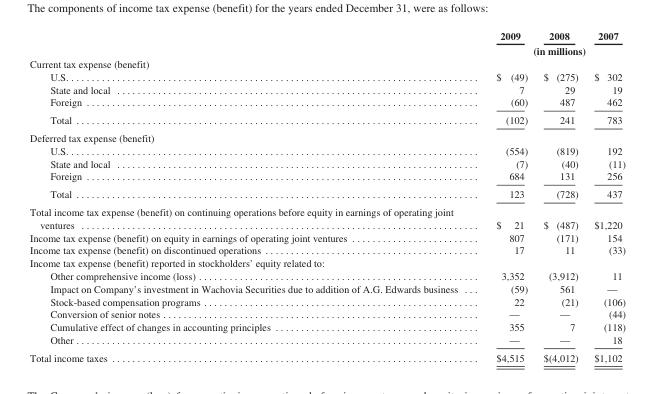 The components of income tax expense (benefit) for the years ended December 31, were as follows:
2009 2008 2007
(in millions)
Current tax expense (benefit)
U.S. $ (49) $ (275) $ 302
State and local 7 29 19
Foreign (60) 487 462
Total (102) 241 783
Deferred tax expense (benefit)
U.S. (554) (819) 192
State and local (7) (40) (11)
Foreign 684 131 256
Total 123 (728) 437
Total income tax expense (benefit) on continuing operations before equity in earnings of operating joint
ventures $ 21 $ (487) $1,220
Income tax expense (benefit) on equity in earnings of operating joint ventures 807 (171) 154
Income tax expense (benefit) on discontinued operations 17 11 (33)
Income tax expense (benefit) reported in stockholders' equity related to:
Other comprehensive income (loss) 3,352 (3,912) 11
Impact on Company's investment in Wachovia Securities due to addition of A.G. Edwards business (59) 561 —
Stock-based compensation programs 22 (21) (106)
Conversion of senior notes — — (44)
Cumulative effect of changes in accounting principles 355 7 (118)
Other — — 18
Total income taxes $4,515 $(4,012) $1,102